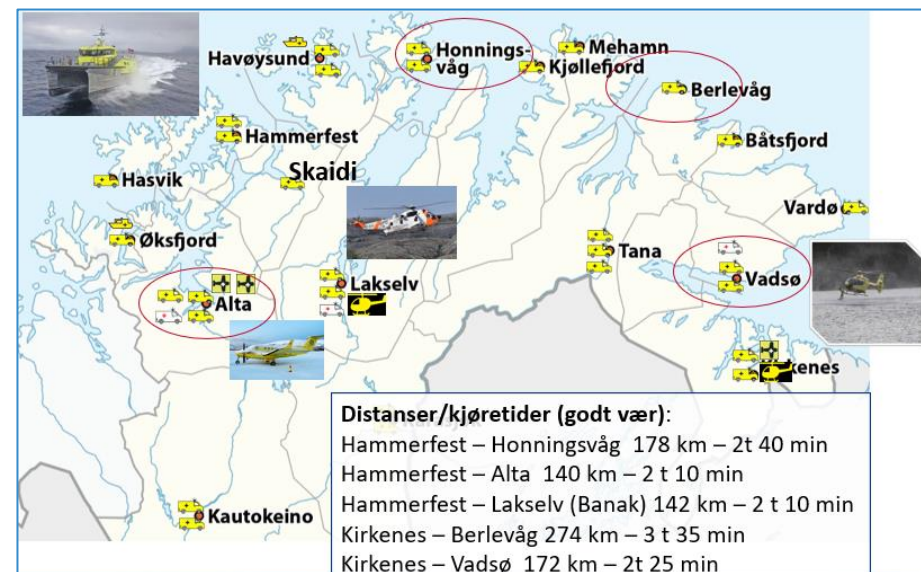 Havøysund
Honnings-
våg
Mehamn
Kjøllefjord
Berlevåg
Hammerfest
Båtsfjord
Skaidi
Hasvik
Vardø
Øksfjord
Tana
Lakselv
Vadsø
Alta
kenes
Distanser/kjøretider (godt vær):
Hammerfest – Honningsvåg 178 km – 2t 40 min
Hammerfest – Alta 140 km – 2 t 10 min
Hammerfest – Lakselv (Banak) 142 km – 2 t 10 min
Kirkenes – Berlevåg 274 km – 3 t 35 min
Kirkenes – Vadsø 172 km – 2t 25 min
Kautokeino